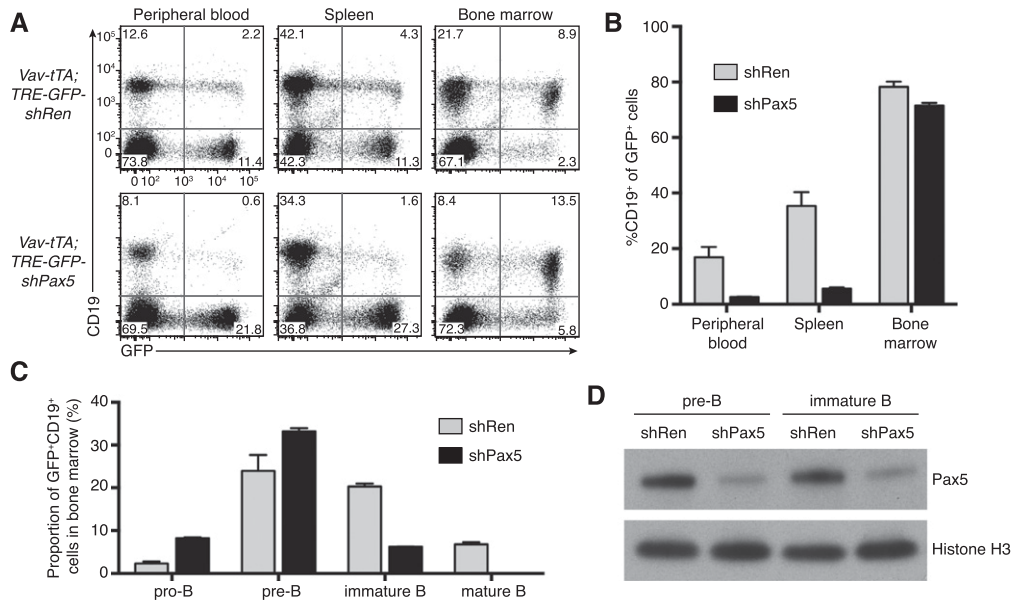 A
Peripheral blood
Spleen
Bone marrow
Vav-tTA;
TRE-GFP-
shRen
10⁵
10⁴
10³
10²
0
12.6 2.2
73.8 11.4
42.1 4.3
42.3 11.3
21.7 8.9
67.1 2.3
0 10² 10³ 10⁴ 10⁵
Vav-tTA;
TRE-GFP-
shPax5
8.1 0.6
69.5 21.8
34.3 1.6
36.8 27.3
8.4 13.5
72.3 5.8
CD19
GFP
B
%CD19⁺ of GFP⁺ cells
100
80
60
40
20
0
shRen
shPax5
Peripheral
blood
Spleen
Bone
marrow
C
Proportion of GFP⁺CD19⁺
cells in bone marrow (%)
40
30
20
10
0
shRen
shPax5
pro-B
pre-B
immature B
mature B
D
pre-B
immature B
shRen
shPax5
shRen
shPax5
Pax5
Histone H3